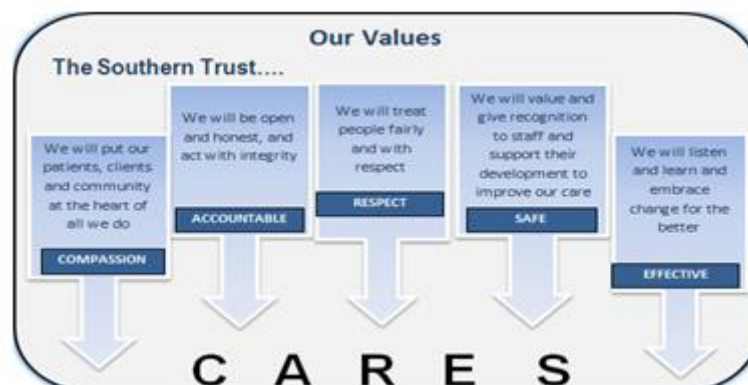 Our Values
The Southern Trust....
We will put our
patients, clients
and community
at the heart of
all we do
COMPASSION
We will be open
and honest, and
act with integrity
ACCOUNTABLE
We will treat
people fairly
and with
respect
RESPECT
We will value and
give recognition
to staff and
support their
development to
improve our care
SAFE
We will listen
and learn and
embrace
change for the
better
EFFECTIVE
C A R E S